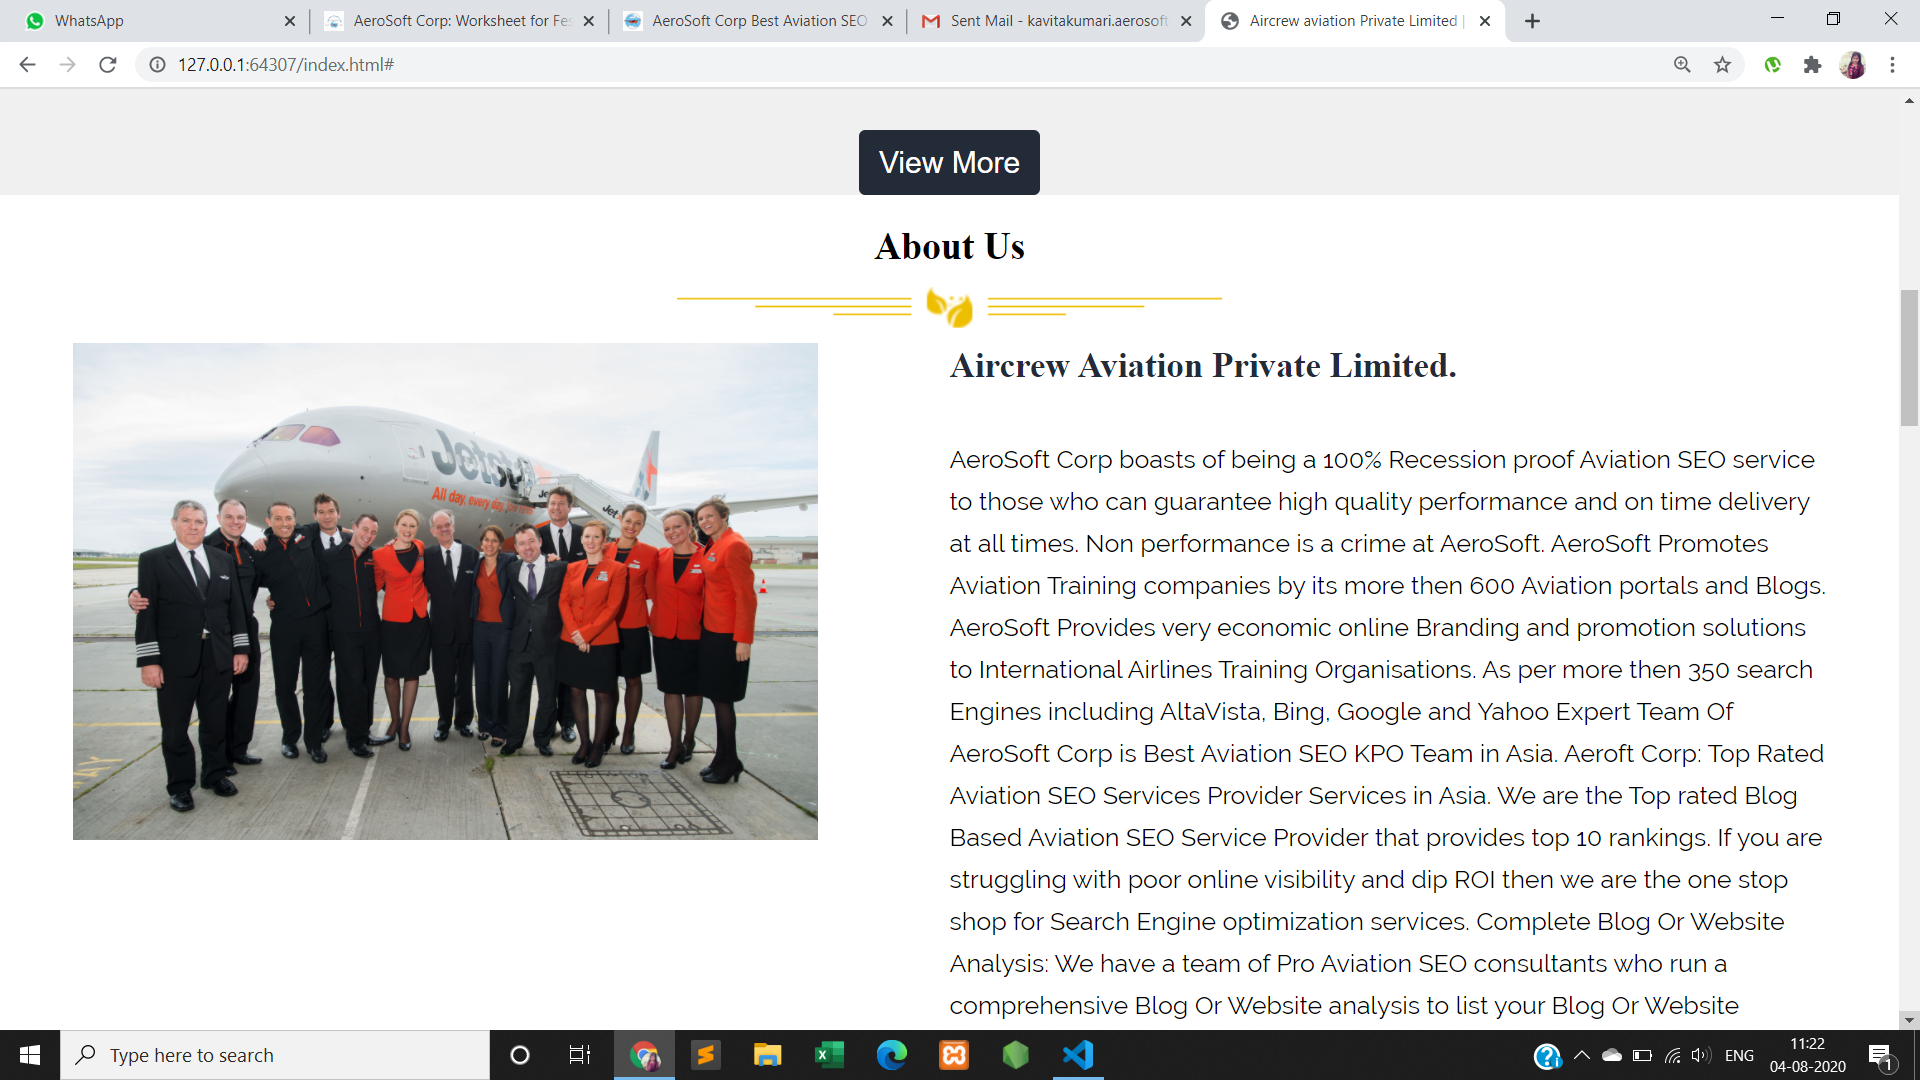 WhatsApp
AeroSoft Corp: Worksheet for Fes
AeroSoft Corp Best Aviation SEO
Sent Mail - kavitakumari.aerosoft
Aircrew aviation Private Limited |
127.0.0.1:64307/index.html#
View More
About Us
Jetst
All day, every day,
Jet
Aircrew Aviation Private Limited.
AeroSoft Corp boasts of being a 100% Recession proof Aviation SEO service
to those who can guarantee high quality performance and on time delivery
at all times. Non performance is a crime at AeroSoft. AeroSoft Promotes
Aviation Training companies by its more then 600 Aviation portals and Blogs.
AeroSoft Provides very economic online Branding and promotion solutions
to International Airlines Training Organisations. As per more then 350 search
Engines including AltaVista, Bing, Google and Yahoo Expert Team Of
AeroSoft Corp is Best Aviation SEO KPO Team in Asia. Aeroft Corp: Top Rated
Aviation SEO Services Provider Services in Asia. We are the Top rated Blog
Based Aviation SEO Service Provider that provides top 10 rankings. If you are
struggling with poor online visibility and dip ROI then we are the one stop
shop for Search Engine optimization services. Complete Blog Or Website
Analysis: We have a team of Pro Aviation SEO consultants who run a
comprehensive Blog Or Website analysis to list your Blog Or Website
Type here to search
ENG
11:22
04-08-2020
1